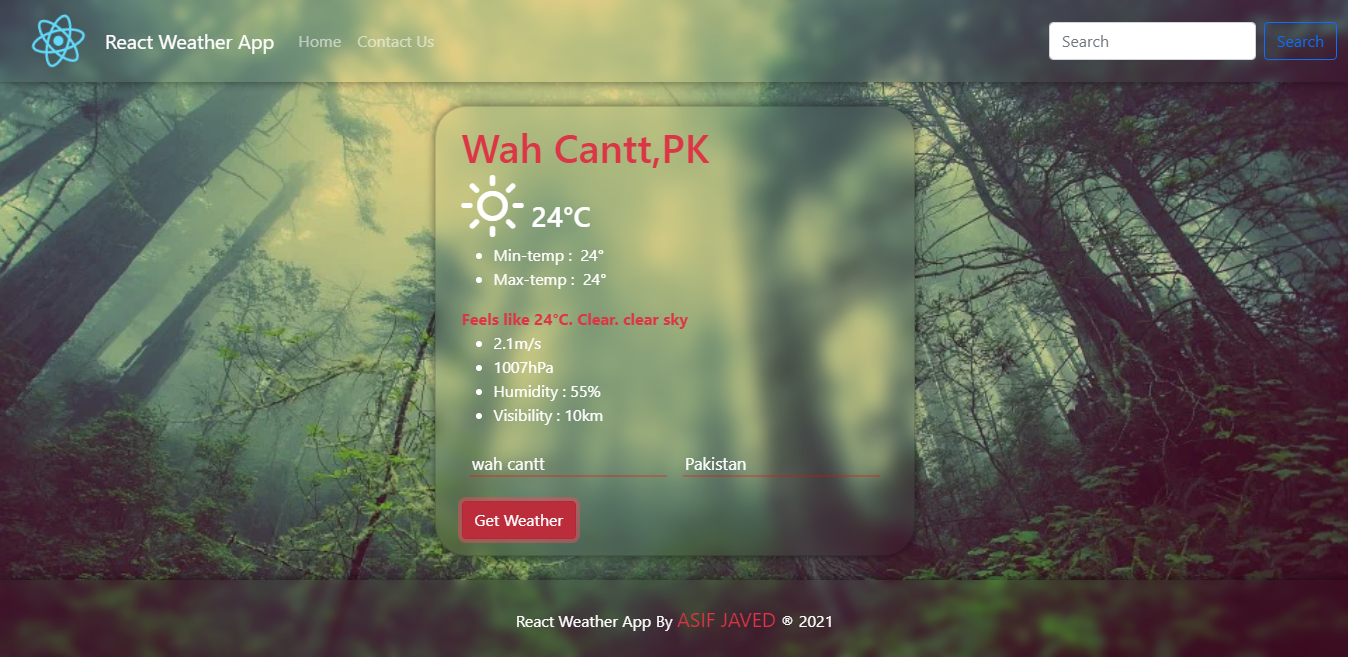 React Weather App Home Contact Us Search Search
Wah Cantt,PK
24°C
Min-temp : 24°
Max-temp : 24°
Feels like 24°C. Clear. clear sky
2.1m/s
1007hPa
Humidity : 55%
Visibility : 10km
wah cantt Pakistan
Get Weather
React Weather App By ASIF JAVED ® 2021